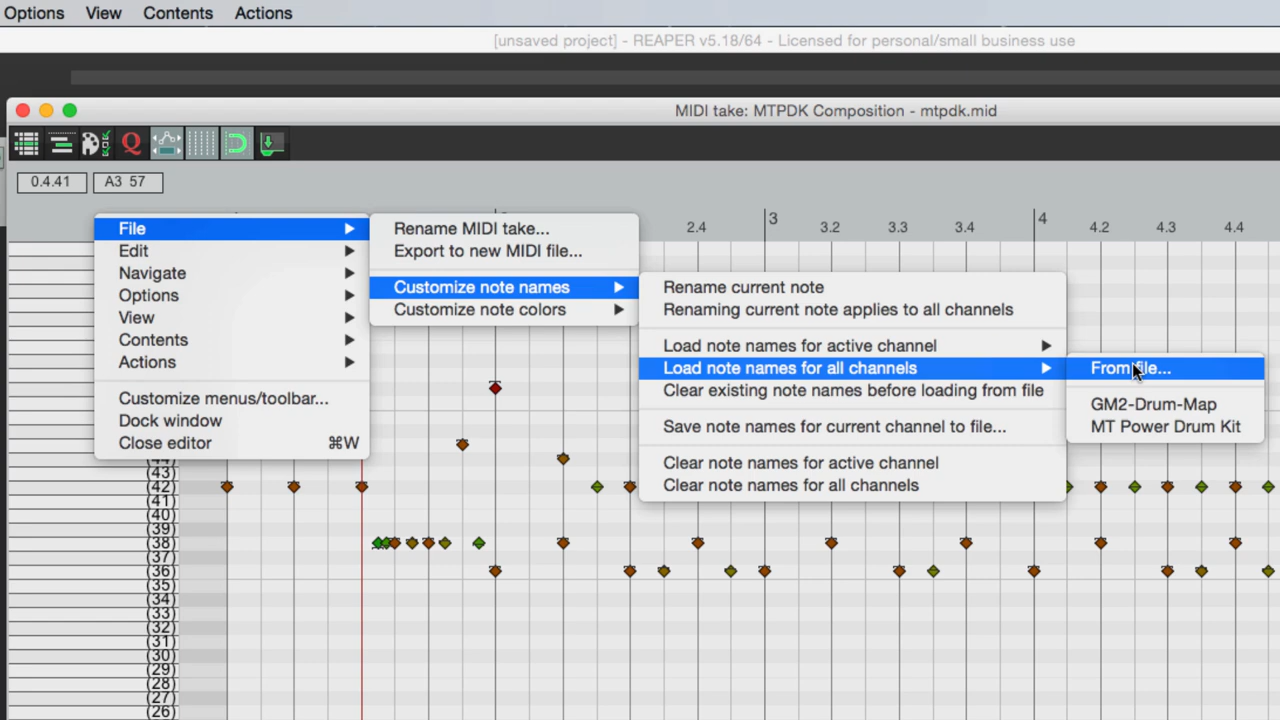 Options View Contents Actions
[unsaved project] - REAPER v5.18/64 - Licensed for personal/small business use
MIDI take: MTPDK Composition - mtpdk.mid
Q
0.4.41 A3 57
2.4 3 3.2 3.3 3.4 4 4.2 4.3 4.4
File
Edit
Navigate
Options
View
Contents
Actions
Customize menus/toolbar...
Dock window
Close editor ⌘W
Rename MIDI take...
Export to new MIDI file...
Customize note names
Customize note colors
Rename current note
Renaming current note applies to all channels
Load note names for active channel
Load note names for all channels
Clear existing note names before loading from file
Save note names for current channel to file...
Clear note names for active channel
Clear note names for all channels
From file...
GM2-Drum-Map
MT Power Drum Kit
(43)
(42)
(41)
(40)
(39)
(38)
(37)
(36)
(35)
(34)
(33)
(32)
(31)
(30)
(29)
(28)
(27)
(26)